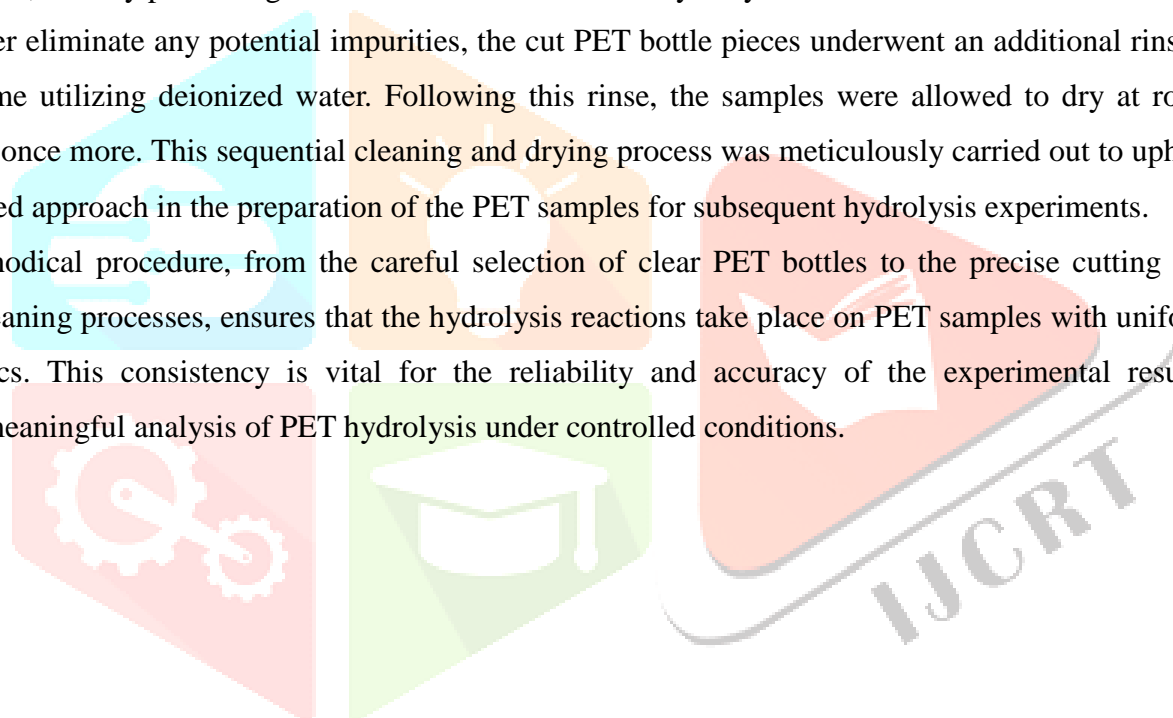 er eliminate any potential impurities, the cut PET bottle pieces underwent an additional rins
me utilizing deionized water. Following this rinse, the samples were allowed to dry at ro
once more. This sequential cleaning and drying process was meticulously carried out to uph
ed approach in the preparation of the PET samples for subsequent hydrolysis experiments.
nodical procedure, from the careful selection of clear PET bottles to the precise cutting
eaning processes, ensures that the hydrolysis reactions take place on PET samples with unifo
cs. This consistency is vital for the reliability and accuracy of the experimental resu
neaningful analysis of PET hydrolysis under controlled conditions.
IJCRT